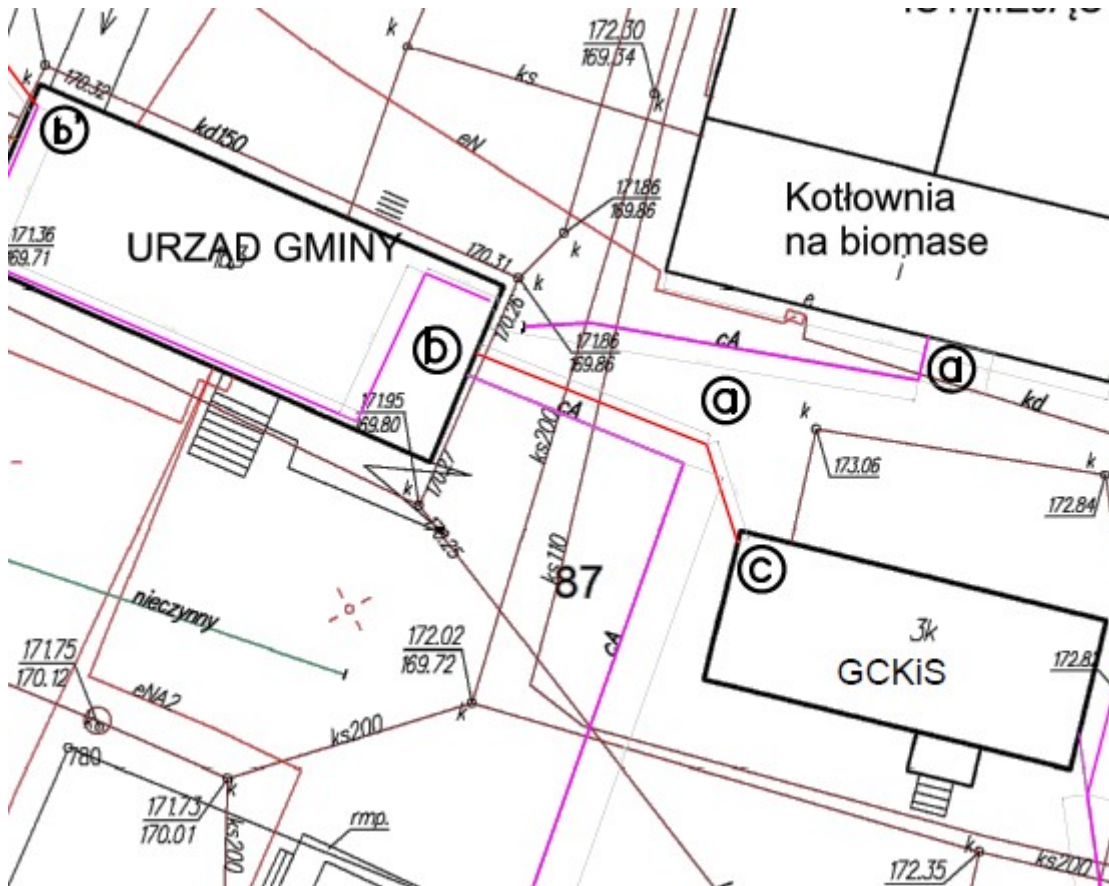 k
172.30
169.34
k
170.32
ks
b'
kd150
eN
k
171.86
169.86
k
Kotłownia
na biomase
i
171.36
169.71
URZĄD GMINY
170.31
k
170.26
e
cA
171.86
169.86
b
a
a
kd
171.95
69.80
cA
ks200
k
173.06
k
172.84
k
ks110
c
87
3k
GCKiS
nieczynny
cA
172.02
169.72
171.75
170.12
k
eNA2
ks200
780
k
171.73
170.01
ks200
rmp.
k
172.35
ks200